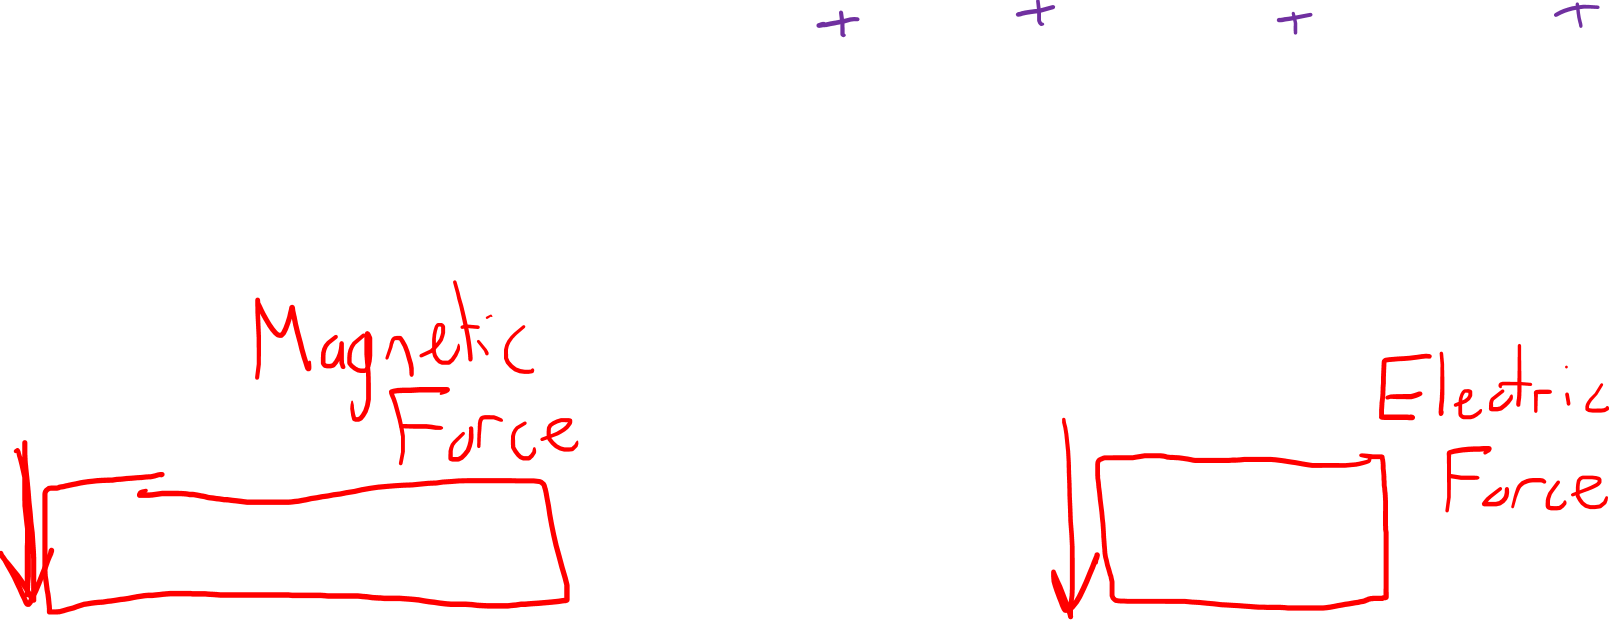 + + + +
Magnetic
Force
Electric
Force